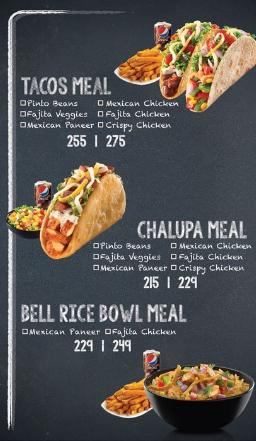 TACOS MEAL
Pinto Beans Mexican Chicken
Fajita Veggies Fajita Chicken
Mexican Paneer Crispy Chicken
255 | 275
CHALUPA MEAL
Pinto Beans Mexican Chicken
Fajita Veggies Fajita Chicken
Mexican Paneer Crispy Chicken
215 | 229
BELL RICE BOWL MEAL
Mexican Paneer Fajita Chicken
229 | 249